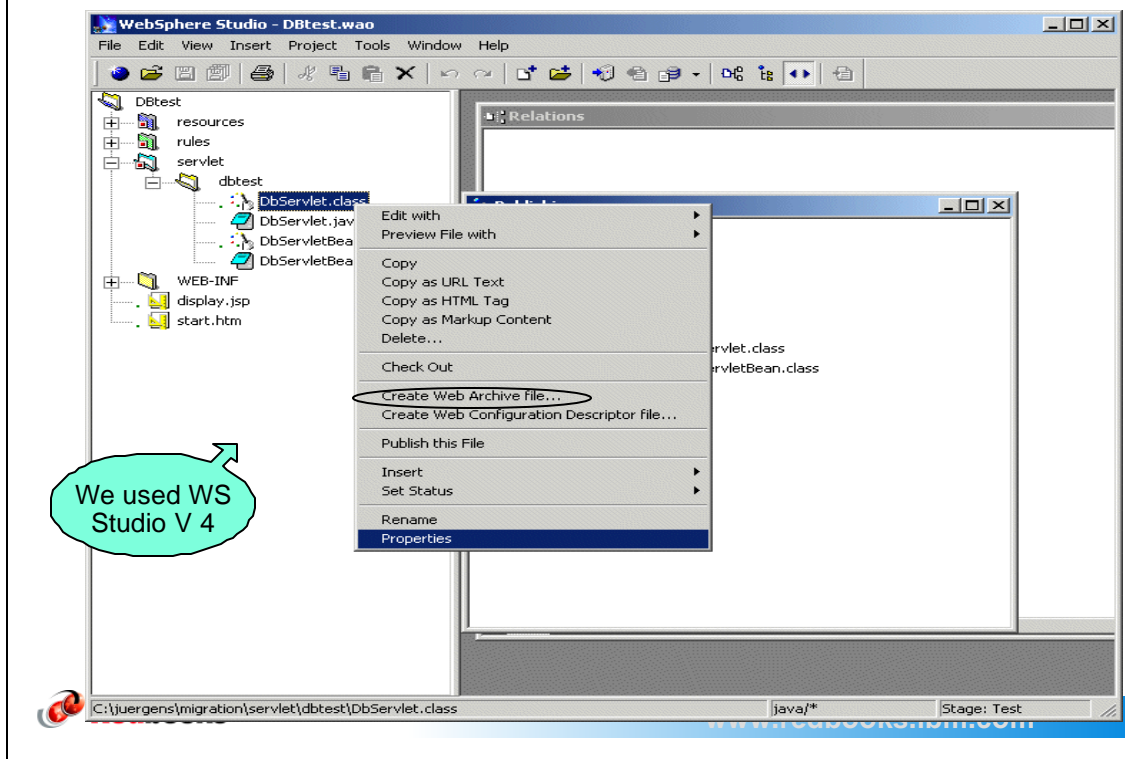 WebSphere Studio - DBtest.wao
File Edit View Insert Project Tools Window Help
DBtest
resources
rules
servlet
dbtest
DbServlet.class
DbServlet.jav
DbServletBea
DbServletBea
WEB-INF
display.jsp
start.htm
Relations
Edit with
Preview File with
Copy
Copy as URL Text
Copy as HTML Tag
Copy as Markup Content
Delete...
Check Out
Create Web Archive file...
Create Web Configuration Descriptor file...
Publish this File
Insert
Set Status
Rename
Properties
rvlet.class
rvletBean.class
We used WS
Studio V 4
C:\juergens\migration\servlet\dbtest\DbServlet.class
java/*
Stage: Test
www.redbooks.ibm.com